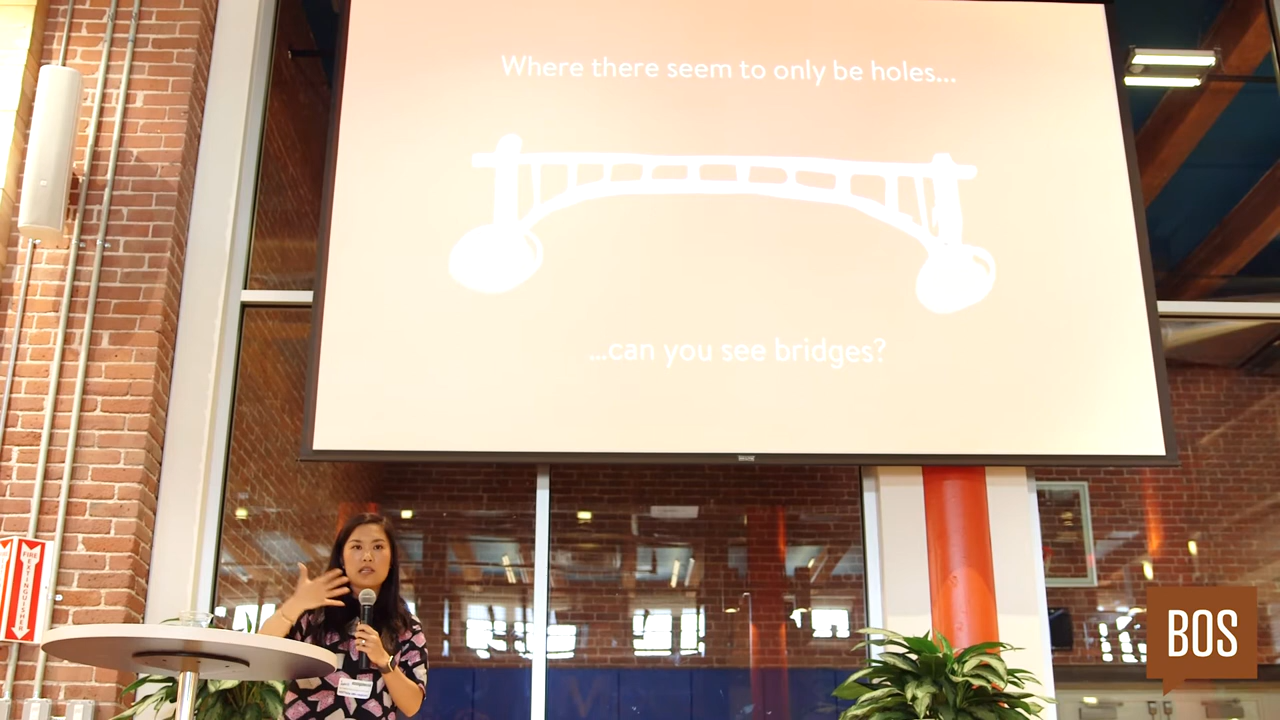 Where there seem to only be holes...
...can you see bridges?
FIRE
EXTINGUISHER
BOS